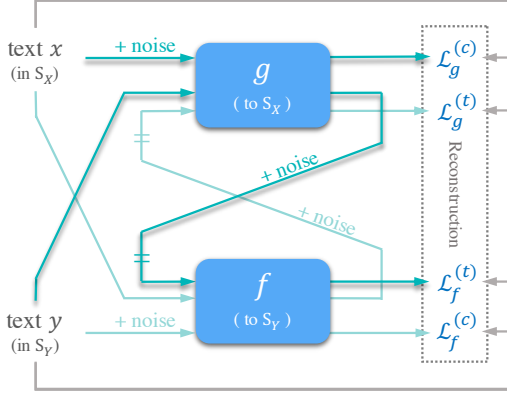 text x
(in S_X)
+ noise
g
( to S_X )
ℒ_g^(c)
ℒ_g^(t)
+ noise
Reconstruction
+ noise
f
( to S_Y )
ℒ_f^(t)
text y
(in S_Y)
+ noise
ℒ_f^(c)